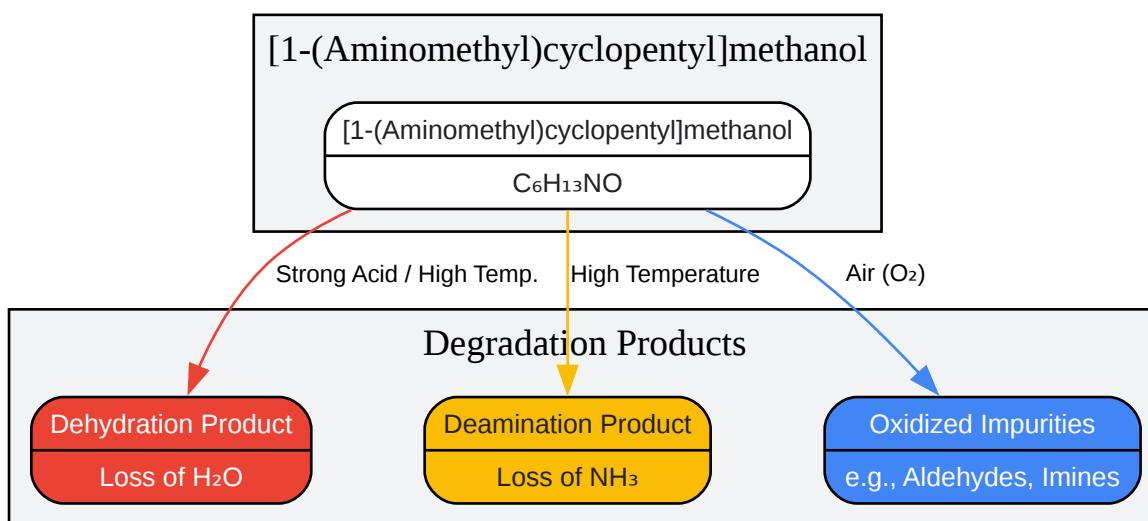 [1-(Aminomethyl)cyclopentyl]methanol
[1-(Aminomethyl)cyclopentyl]methanol
C₆H₁₃NO
Strong Acid / High Temp.
High Temperature
Air (O₂)
Degradation Products
Dehydration Product
Loss of H₂O
Deamination Product
Loss of NH₃
Oxidized Impurities
e.g., Aldehydes, Imines